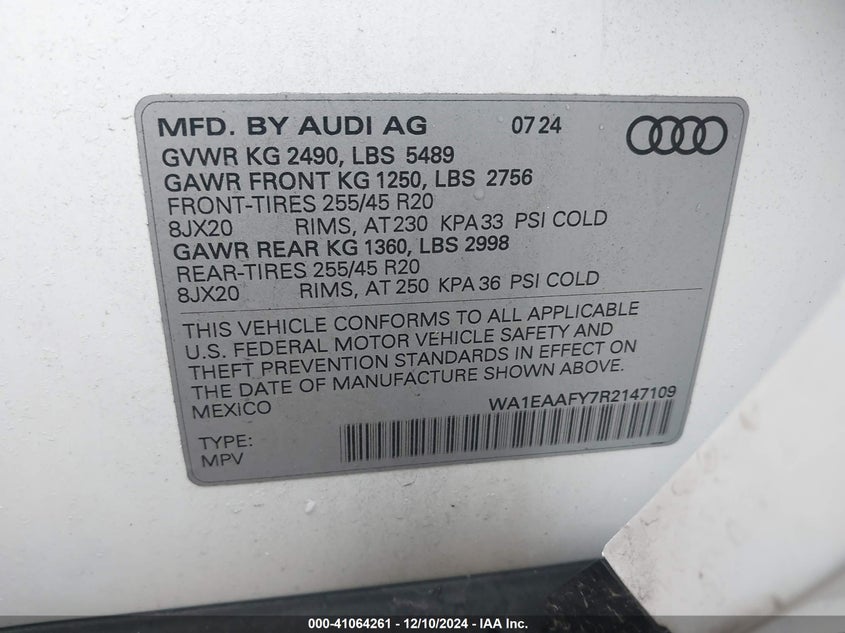 MFD. BY AUDI AG 07 24
GVWR KG 2490, LBS 5489
GAWR FRONT KG 1250, LBS 2756
FRONT-TIRES 255/45 R20
8JX20 RIMS, AT 230 KPA 33 PSI COLD
GAWR REAR KG 1360, LBS 2998
REAR-TIRES 255/45 R20
8JX20 RIMS, AT 250 KPA 36 PSI COLD
THIS VEHICLE CONFORMS TO ALL APPLICABLE
U.S. FEDERAL MOTOR VEHICLE SAFETY AND
THEFT PREVENTION STANDARDS IN EFFECT ON
THE DATE OF MANUFACTURE SHOWN ABOVE.
MEXICO WA1EAAFY7R2147109
TYPE:
MPV
000-41064261 - 12/10/2024 - IAA Inc.